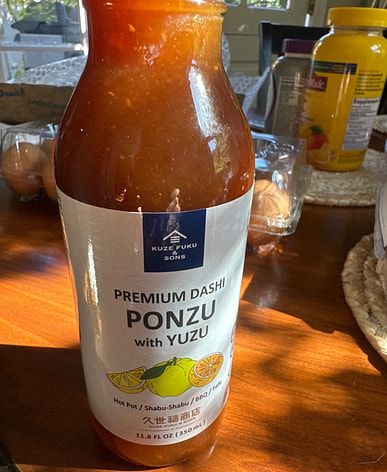 KUZE FUKU
&
SONS
PREMIUM DASHI
PONZU
with YUZU
Hot Pot / Shabu-Shabu / BBQ / Tofu
久世福商店
11.8 FL OZ (350 mL)
Supplement